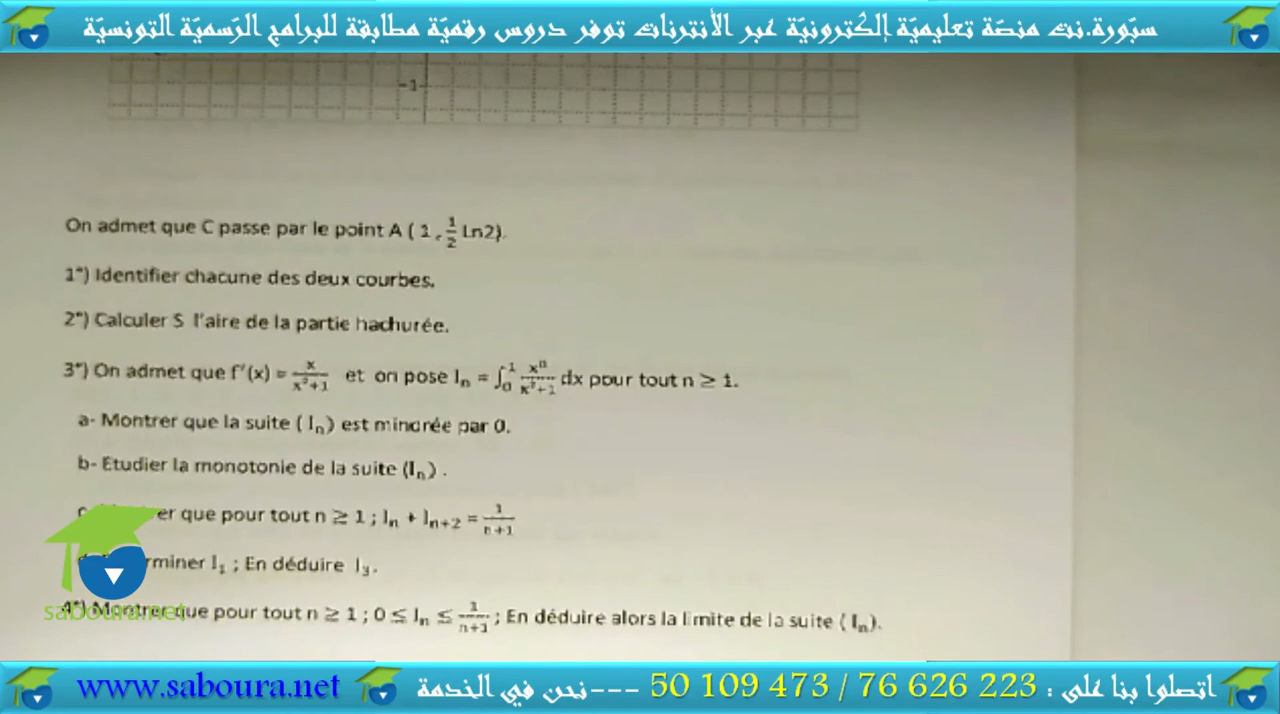 سبّورة.نت منصّة تعليميّة إلكترونيّة عبر الأنترنات توفر دروس رقميّة مطابقة للبرامج الرّسميّة التونسيّة
-1
On admet que C passe par le point A ( 1 , 1/2 Ln2).
1°) Identifier chacune des deux courbes.
2°) Calculer S l'aire de la partie hachurée.
3°) On admet que f'(x) = x/(x²+1) et on pose Iₙ = ∫₀¹ xⁿ/(x²+1) dx pour tout n ≥ 1.
a- Montrer que la suite ( Iₙ) est minorée par 0.
b- Etudier la monotonie de la suite (Iₙ) .
er que pour tout n ≥ 1 ; Iₙ + Iₙ₊₂ = 1/(n+1)
rminer I₁ ; En déduire I₃.
4°) Montrer que pour tout n ≥ 1 ; 0 ≤ Iₙ ≤ 1/(n+1) ; En déduire alors la limite de la suite ( Iₙ).
sabouranet
www.saboura.net
اتصلوا بنا على : 50 109 473 / 76 626 223 ---نحن في الخدمة